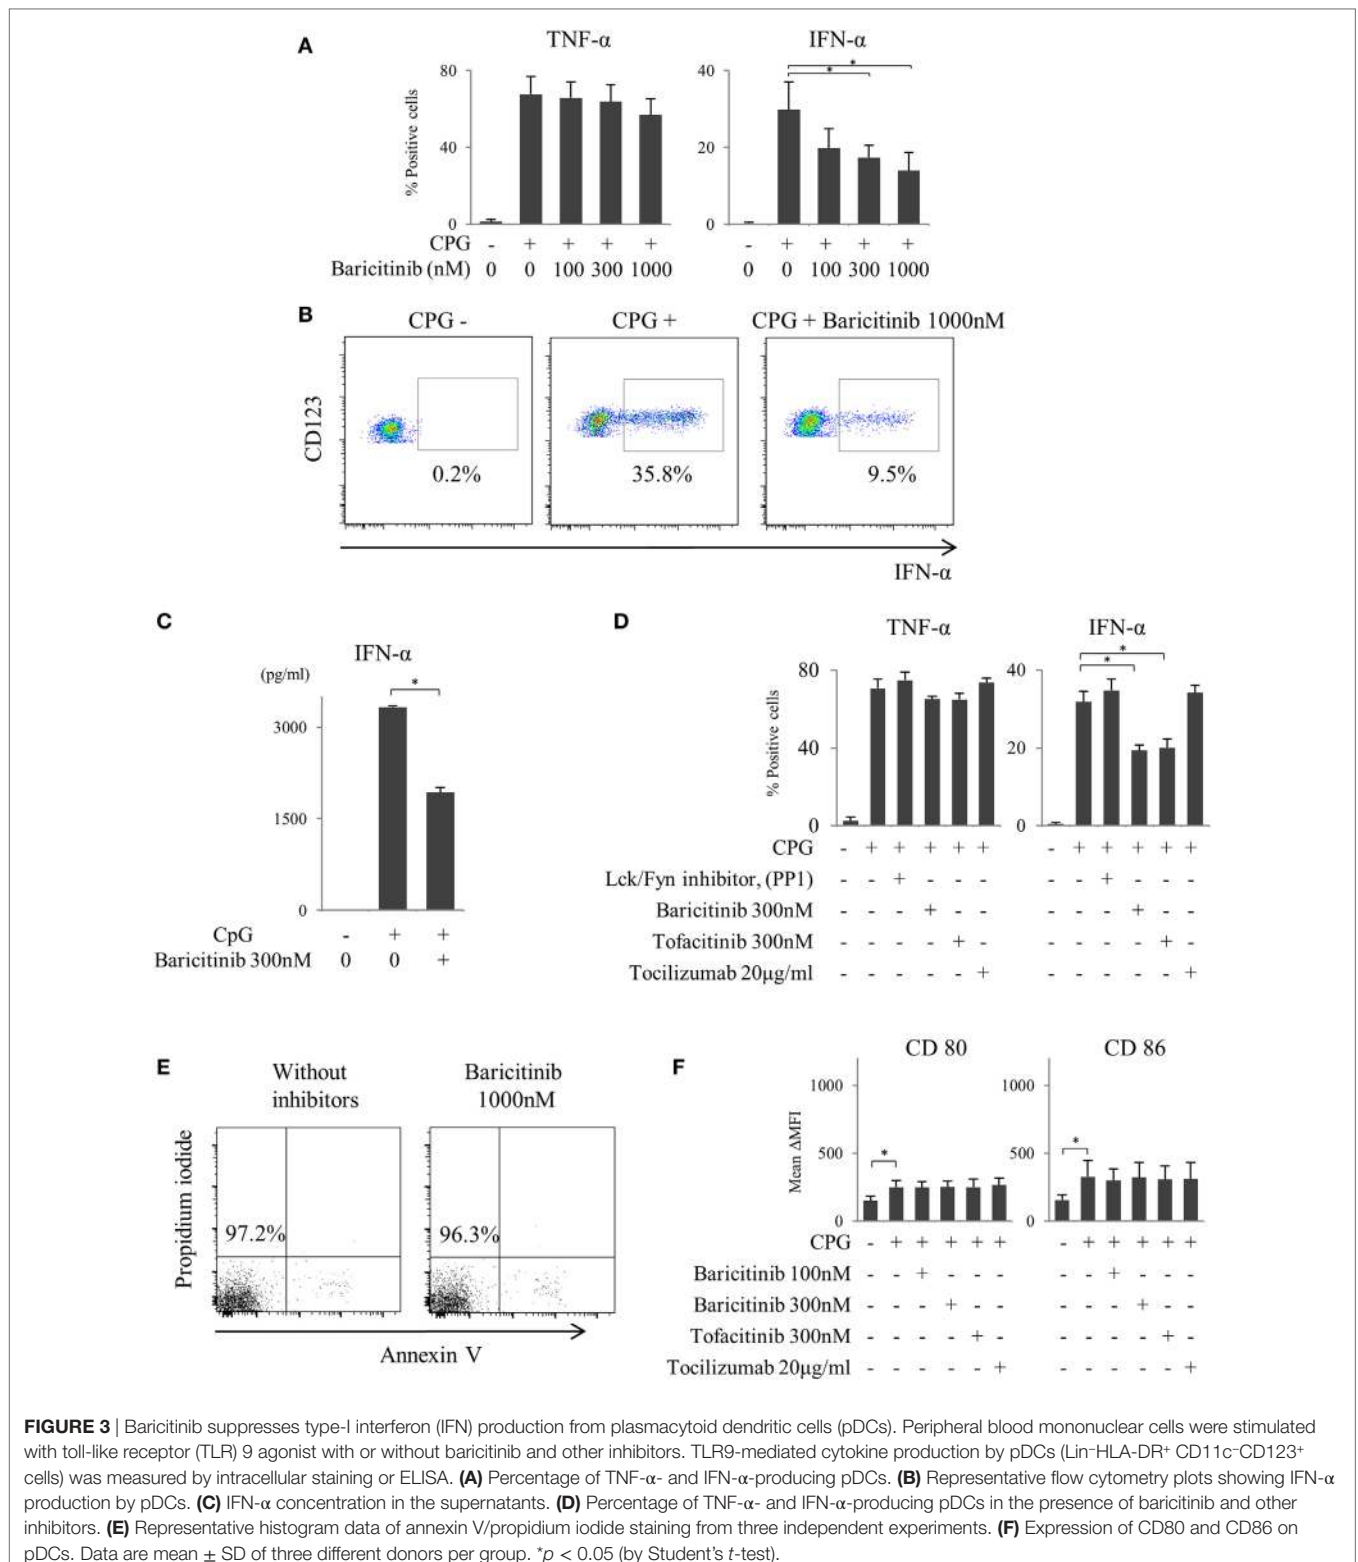 A
TNF-α
IFN-α
% Positive cells
80
40
0
40
20
0
* *
CPG - + + + + - + + + +
Baricitinib (nM) 0 0 100 300 1000 0 0 100 300 1000
B
CPG -
CPG +
CPG + Baricitinib 1000nM
CD123
0.2%
35.8%
9.5%
IFN-α
C
IFN-α
(pg/ml)
*
3000
1500
0
CpG - + +
Baricitinib 300nM 0 0 +
D
TNF-α
IFN-α
% Positive cells
80
40
0
40
20
0
*
*
CPG - + + + + + - + + + + +
Lck/Fyn inhibitor, (PP1) - - + - - - - - + - - -
Baricitinib 300nM - - - + - - - - - + - -
Tofacitinib 300nM - - - - + - - - - - + -
Tocilizumab 20μg/ml - - - - - + - - - - - +
E
Without
inhibitors
Baricitinib
1000nM
Propidium iodide
97.2%
96.3%
Annexin V
F
CD 80
CD 86
Mean ΔMFI
1000
500
0
1000
500
0
*
*
CPG - + + + + + - + + + + +
Baricitinib 100nM - - + - - - - - + - - -
Baricitinib 300nM - - - + - - - - - + - -
Tofacitinib 300nM - - - - + - - - - - + -
Tocilizumab 20μg/ml - - - - - + - - - - - +
FIGURE 3 | Baricitinib suppresses type-I interferon (IFN) production from plasmacytoid dendritic cells (pDCs). Peripheral blood mononuclear cells were stimulated
with toll-like receptor (TLR) 9 agonist with or without baricitinib and other inhibitors. TLR9-mediated cytokine production by pDCs (Lin⁻HLA-DR⁺ CD11c⁻CD123⁺
cells) was measured by intracellular staining or ELISA. (A) Percentage of TNF-α- and IFN-α-producing pDCs. (B) Representative flow cytometry plots showing IFN-α
production by pDCs. (C) IFN-α concentration in the supernatants. (D) Percentage of TNF-α- and IFN-α-producing pDCs in the presence of baricitinib and other
inhibitors. (E) Representative histogram data of annexin V/propidium iodide staining from three independent experiments. (F) Expression of CD80 and CD86 on
pDCs. Data are mean ± SD of three different donors per group. *p < 0.05 (by Student's t-test).